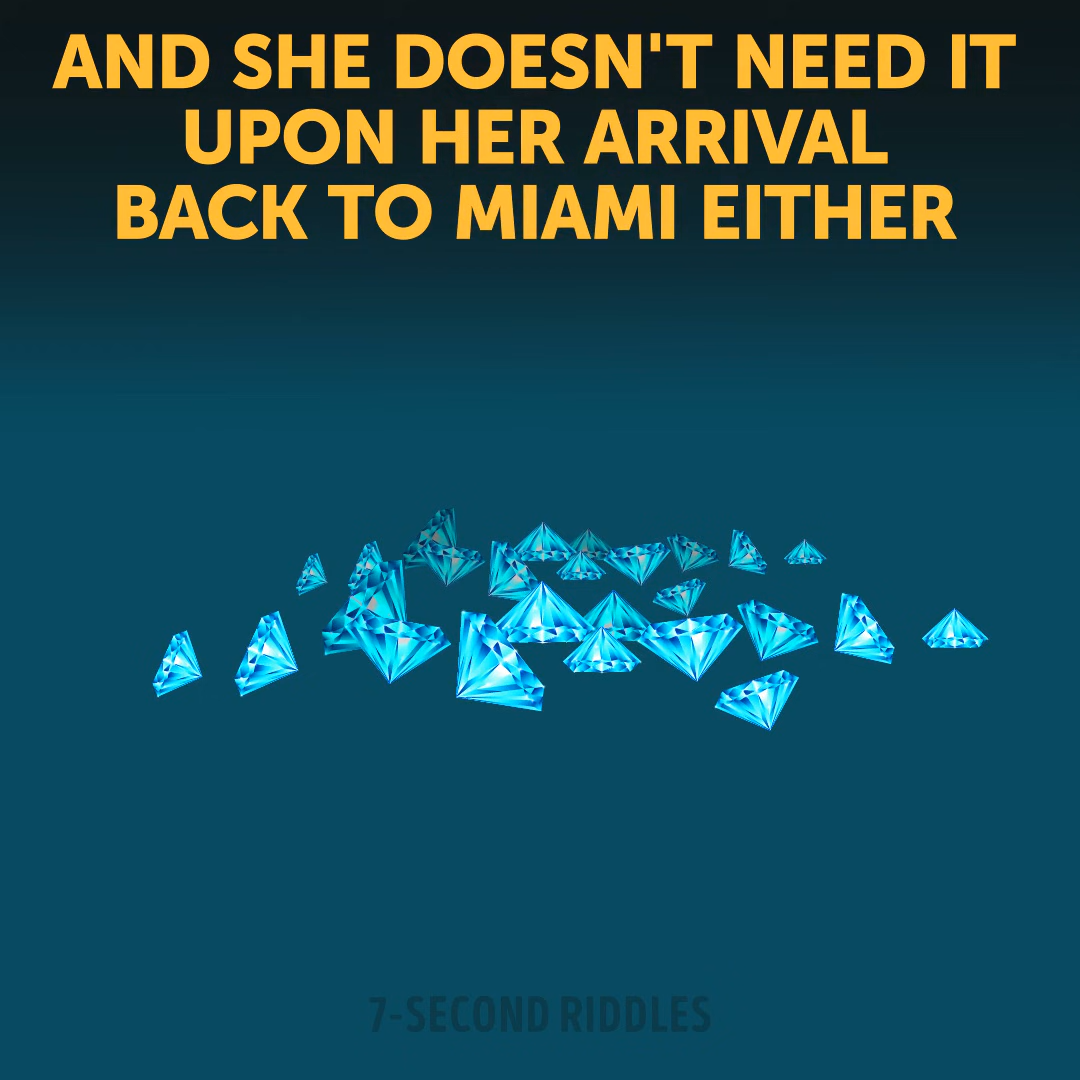 AND SHE DOESN'T NEED IT
UPON HER ARRIVAL
BACK TO MIAMI EITHER
7-SECOND RIDDLES